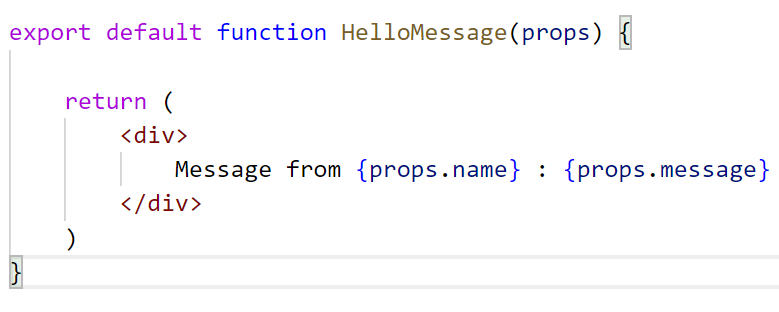 export default function HelloMessage(props) {
return (
<div>
Message from {props.name} : {props.message}
</div>
)
}